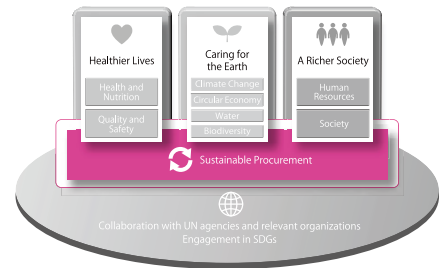 Healthier Lives
Health and
Nutrition
Quality and
Safety
Caring for
the Earth
Climate Change
Circular Economy
Water
Biodiversity
A Richer Society
Human
Resources
Society
Sustainable Procurement
Collaboration with UN agencies and relevant organizations
Engagement in SDGs